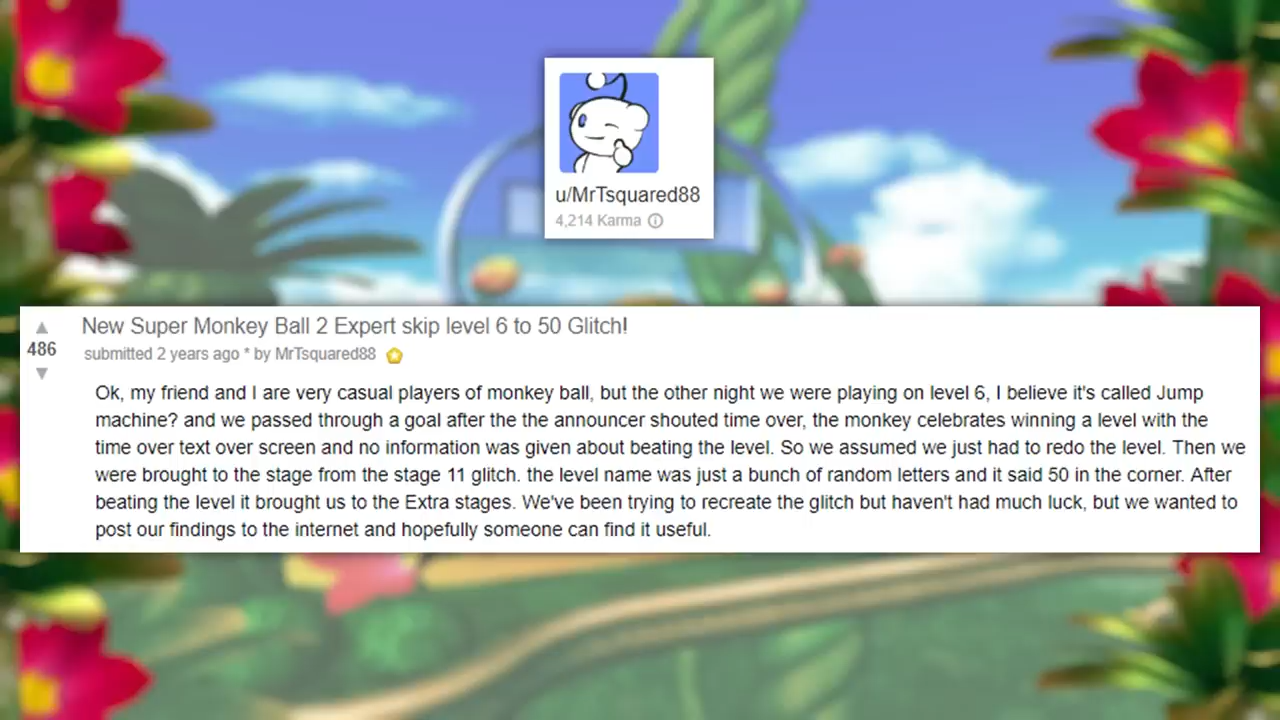 u/MrTsquared88
4,214 Karma
New Super Monkey Ball 2 Expert skip level 6 to 50 Glitch!
486
submitted 2 years ago * by MrTsquared88
Ok, my friend and I are very casual players of monkey ball, but the other night we were playing on level 6, I believe it's called Jump
machine? and we passed through a goal after the the announcer shouted time over, the monkey celebrates winning a level with the
time over text over screen and no information was given about beating the level. So we assumed we just had to redo the level. Then we
were brought to the stage from the stage 11 glitch. the level name was just a bunch of random letters and it said 50 in the corner. After
beating the level it brought us to the Extra stages. We've been trying to recreate the glitch but haven't had much luck, but we wanted to
post our findings to the internet and hopefully someone can find it useful.